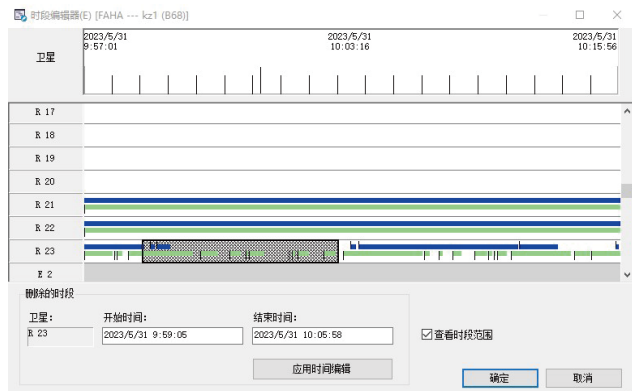 时段编辑器(E) [FAHA --- kz1 (B68)]
卫星
2023/5/31 2023/5/31 2023/5/31
9:57:01 10:03:16 10:15:56
R 17
R 18
R 19
R 20
R 21
R 22
R 23
E 2
删除的时段
卫星: 开始时间: 结束时间:
R 23 2023/5/31 9:59:05 2023/5/31 10:05:58 查看时段范围
应用时间编辑
确定 取消